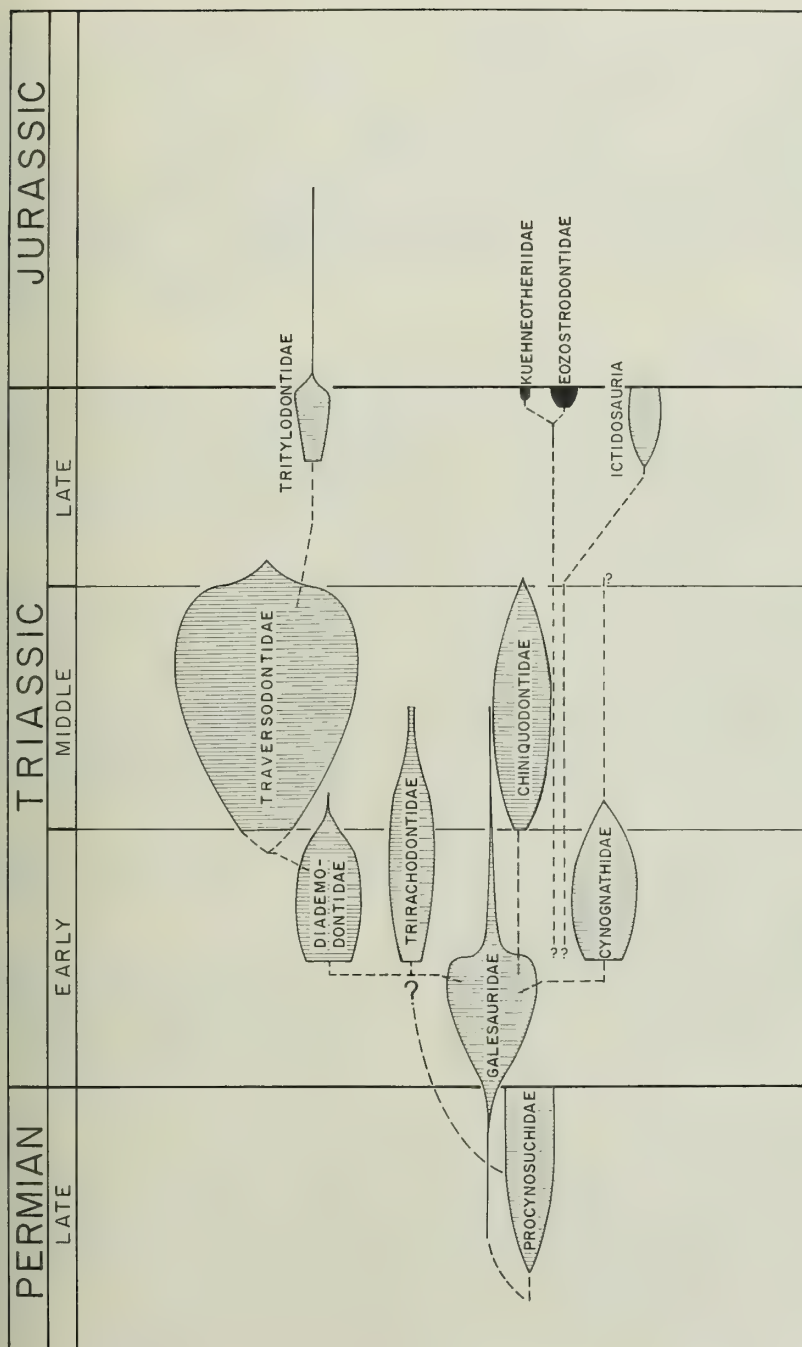 JURASSIC
TRIASSIC
LATE
MIDDLE
EARLY
PERMIAN
LATE
TRITYLODONTIDAE
KUEHNEOTHERIIDAE
EOZOSTRODONTIDAE
ICTIDOSAURIA
TRAVERSODONTIDAE
CHINIQUODONTIDAE
?
DIADEMO-
DONTIDAE
TRIRACHODONTIDAE
?
GALESAURIDAE
??
CYNOGNATHIDAE
PROCYNOSUCHIDAE